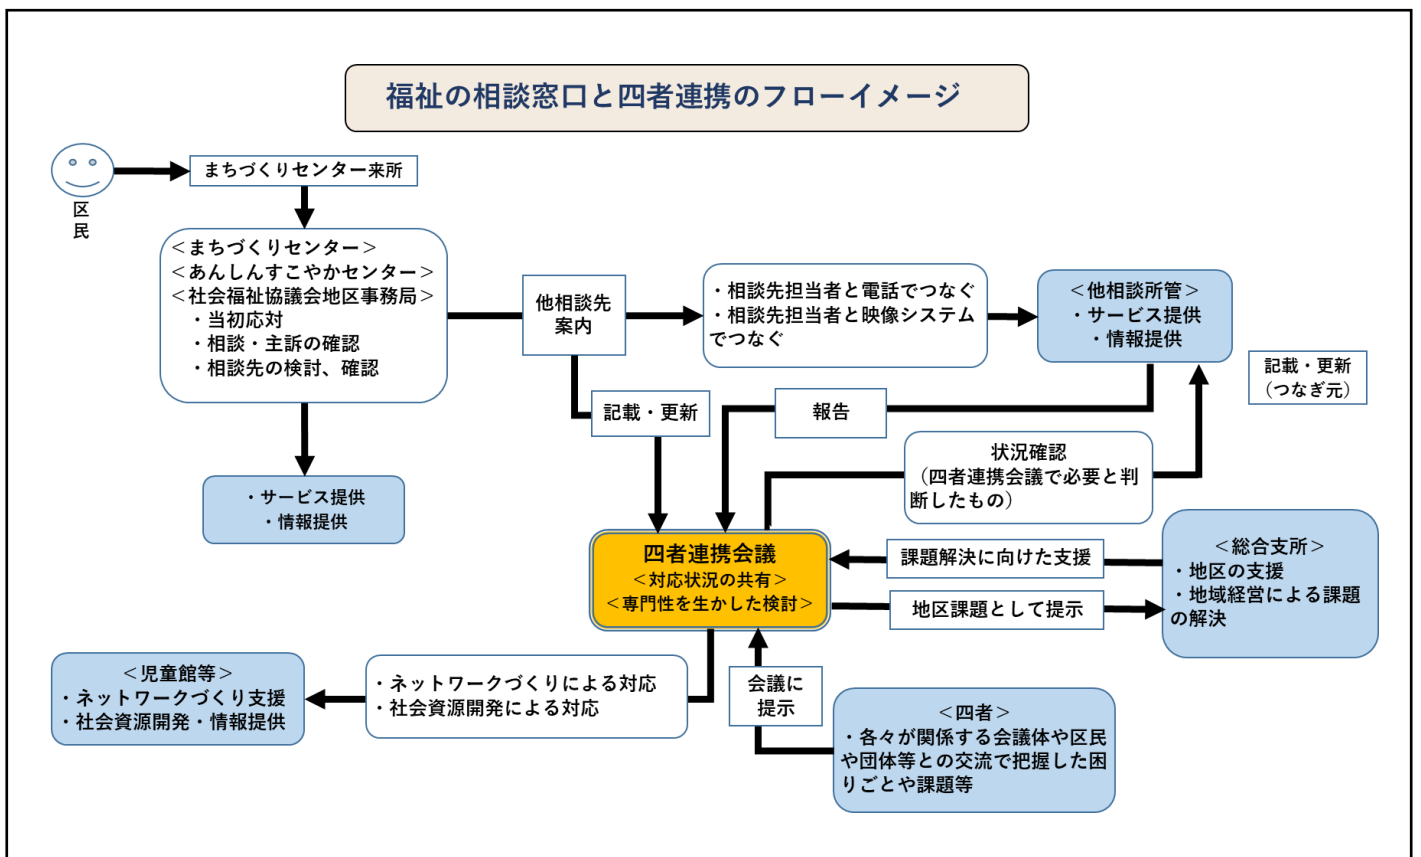 福祉の相談窓口と四者連携のフローイメージ
区
民
まちづくりセンター来所
＜まちづくりセンター＞
＜あんしんすこやかセンター＞
＜社会福祉協議会地区事務局＞
・当初応対
・相談・主訴の確認
・相談先の検討、確認
他相談先
案内
・相談先担当者と電話でつなぐ
・相談先担当者と映像システム
でつなぐ
＜他相談所管＞
・サービス提供
・情報提供
記載・更新
（つなぎ元）
記載・更新
報告
状況確認
（四者連携会議で必要と判
断したもの）
・サービス提供
・情報提供
四者連携会議
＜対応状況の共有＞
＜専門性を生かした検討＞
課題解決に向けた支援
地区課題として提示
＜総合支所＞
・地区の支援
・地域経営による課題
の解決
＜児童館等＞
・ネットワークづくり支援
・社会資源開発・情報提供
・ネットワークづくりによる対応
・社会資源開発による対応
会議に
提示
＜四者＞
・各々が関係する会議体や区民
や団体等との交流で把握した困
りごとや課題等